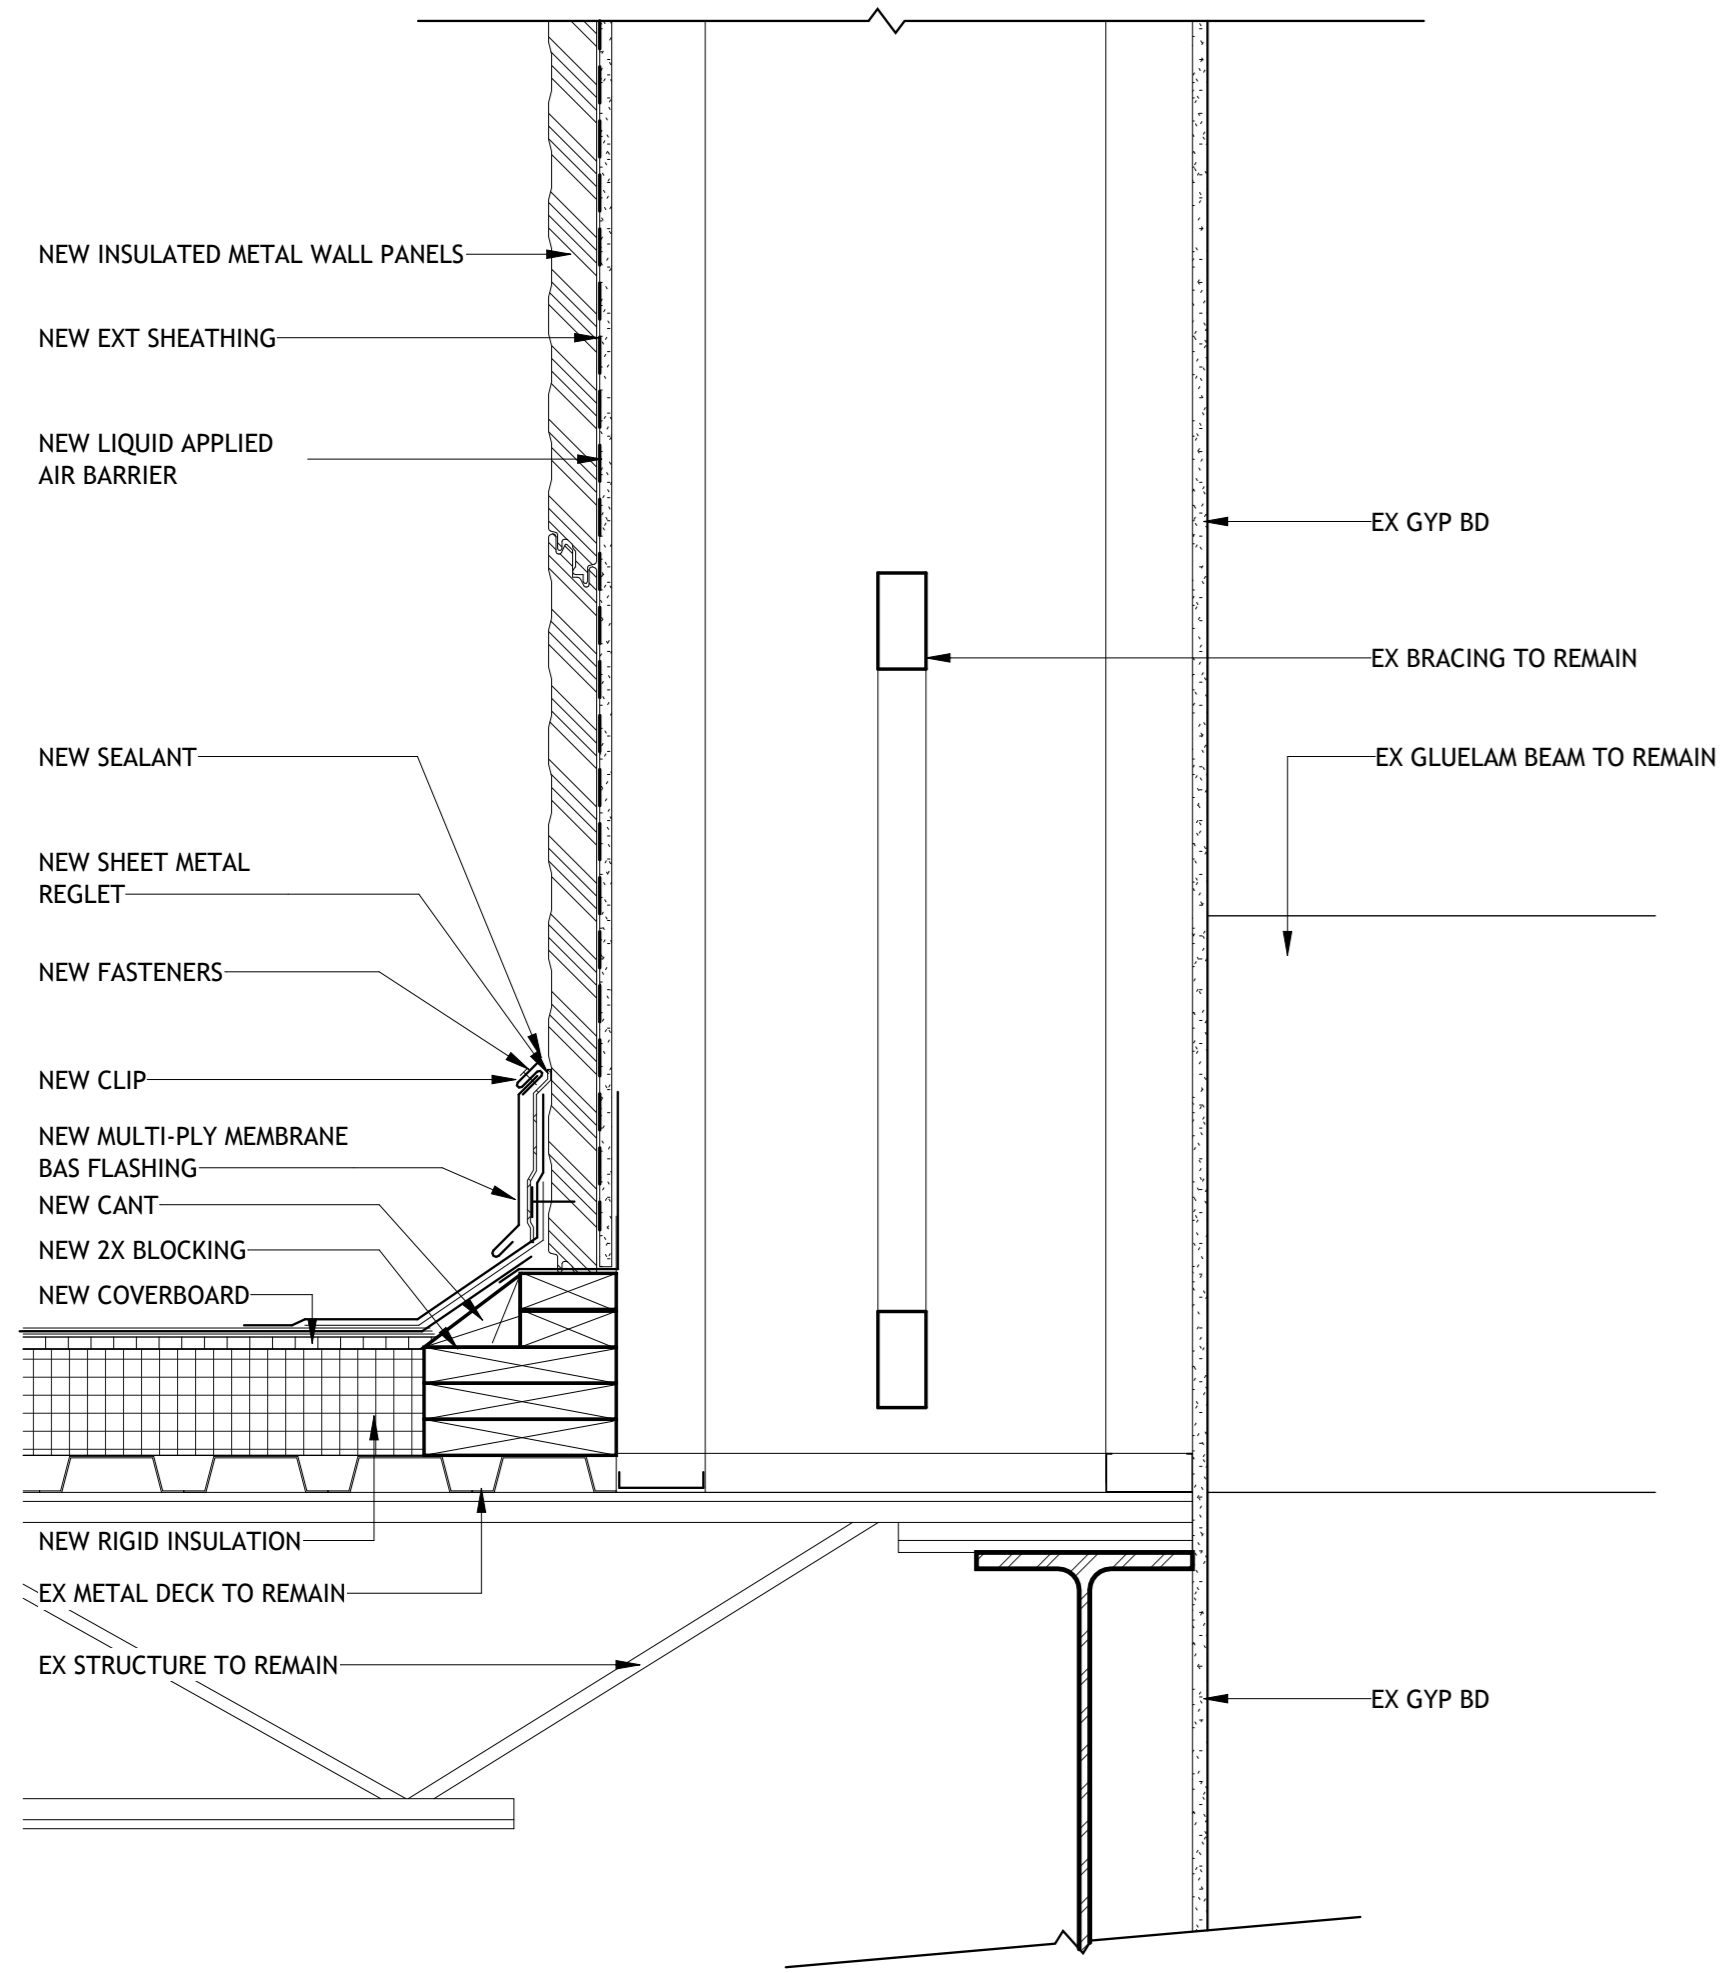 NEW INSULATED METAL WALL PANELS
NEW EXT SHEATHING
NEW LIQUID APPLIED
AIR BARRIER
EX GYP BD
EX BRACING TO REMAIN
NEW SEALANT
EX GLUELAM BEAM TO REMAIN
NEW SHEET METAL
REGLET
NEW FASTENERS
NEW CLIP
NEW MULTI-PLY MEMBRANE
BAS FLASHING
NEW CANT
NEW 2X BLOCKING
NEW COVERBOARD
NEW RIGID INSULATION
EX METAL DECK TO REMAIN
EX STRUCTURE TO REMAIN
EX GYP BD